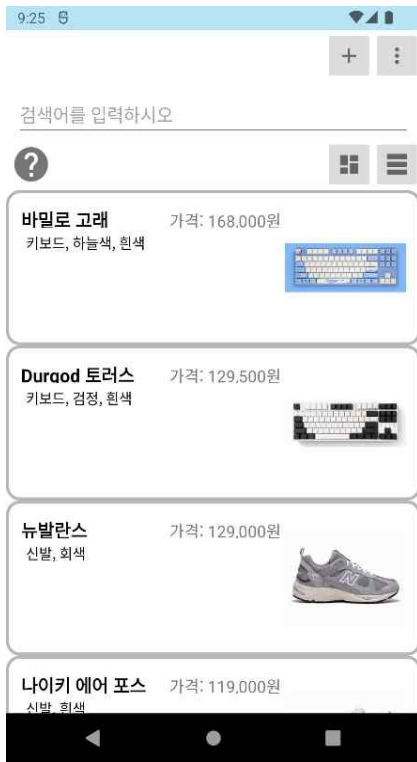 9:25
검색어를 입력하시오
?
바밀로 고래 가격: 168,000원
키보드, 하늘색, 흰색
Durgod 토러스 가격: 129,500원
키보드, 검정, 흰색
뉴발란스 가격: 129,000원
신발, 회색
N
나이키 에어 포스 가격: 119,000원
신발, 흰색